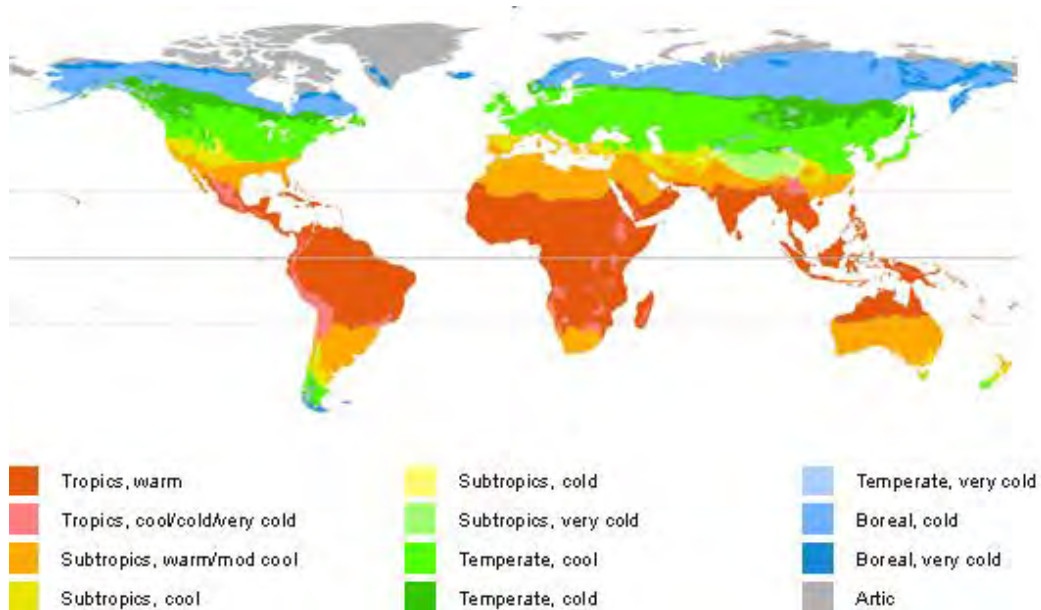 Tropics, warm
Tropics, cool/cold/very cold
Subtropics, warm/mod cool
Subtropics, cool
Subtropics, cold
Subtropics, very cold
Temperate, cool
Temperate, cold
Temperate, very cold
Boreal, cold
Boreal, very cold
Artic